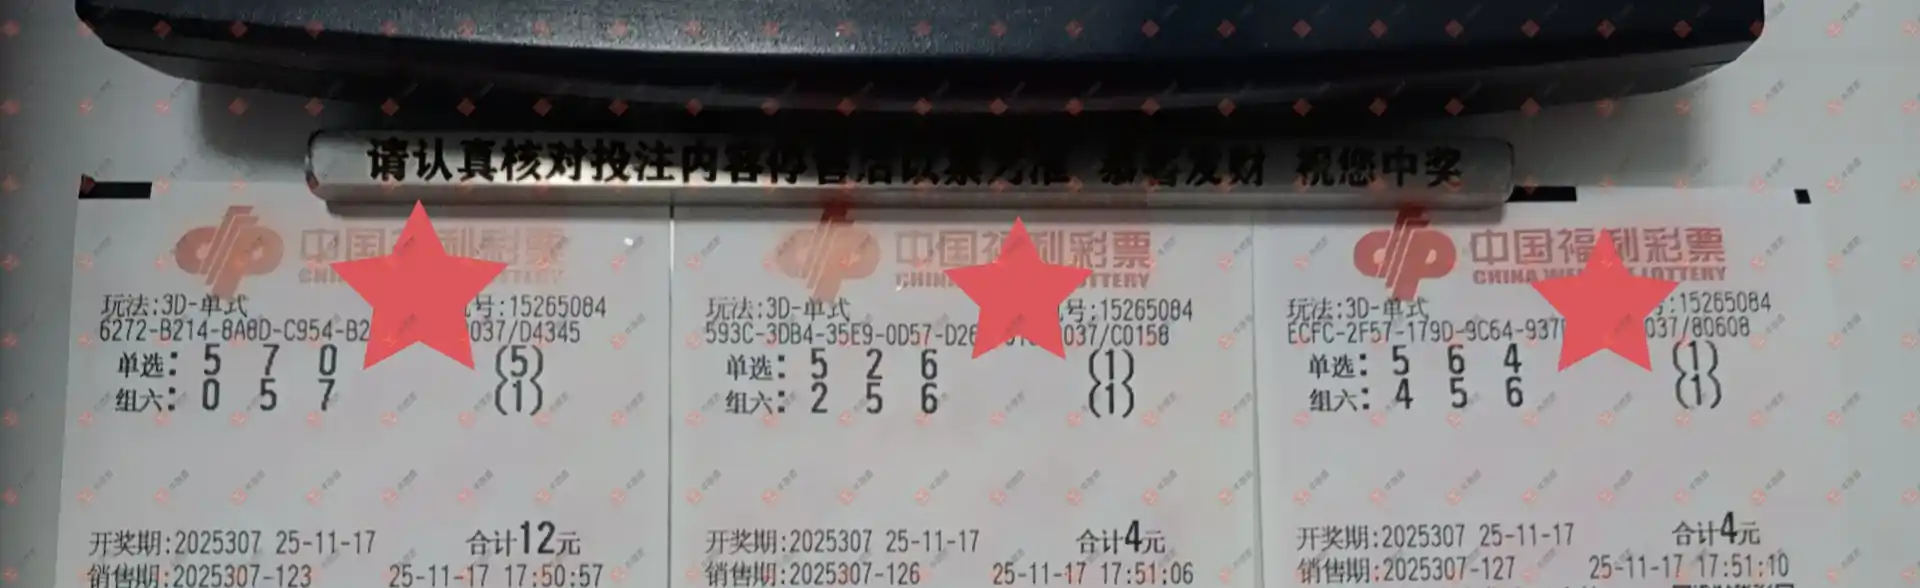 请认真核对投注内容停售后以票为准 恭喜发财 祝您中奖
中国福利彩票
CHINA
玩法:3D-单式
号:15265084
6272-B214-8A8D-C954-B2
037/D4345
单选: 5 7 0 (5)
组六: 0 5 7 (1)
开奖期:2025307 25-11-17 合计12元
销售期:2025307-123 25-11-17 17:50:57
中国福利彩票
CHINA
OTTERY
玩法:3D-单式
号:15265084
593C-3DB4-35E9-0D57-D26
037/C0158
单选: 5 2 6 (1)
组六: 2 5 6 (1)
开奖期:2025307 25-11-17 合计4元
销售期:2025307-126 25-11-17 17:51:06
中国福利彩票
CHINA WE
LOTTERY
玩法:3D-单式
:15265084
ECFC-2F57-179D-9C64-937
037/80608
单选: 5 6 4 (1)
组六: 4 5 6 (1)
开奖期:2025307 25-11-17 合计4元
销售期:2025307-127 25-11-17 17:51:10